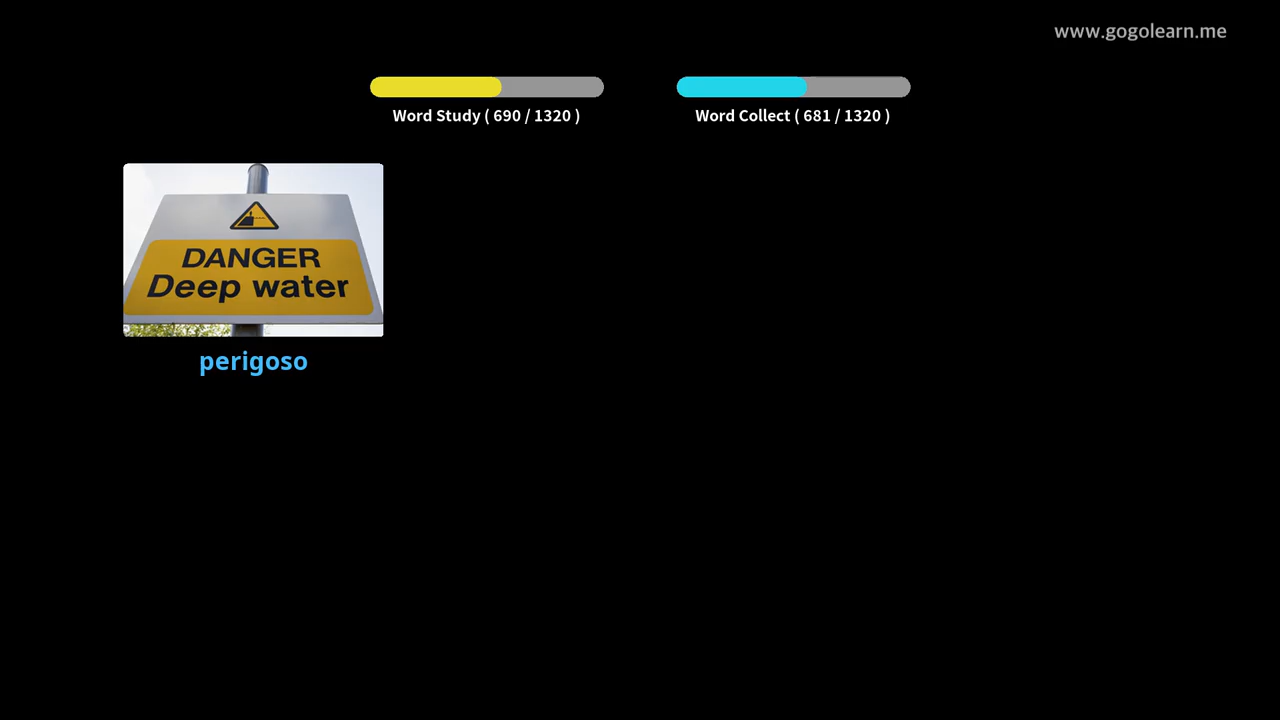 www.gogolearn.me
Word Study ( 690 / 1320 )
Word Collect ( 681 / 1320 )
DANGER
Deep water
perigoso